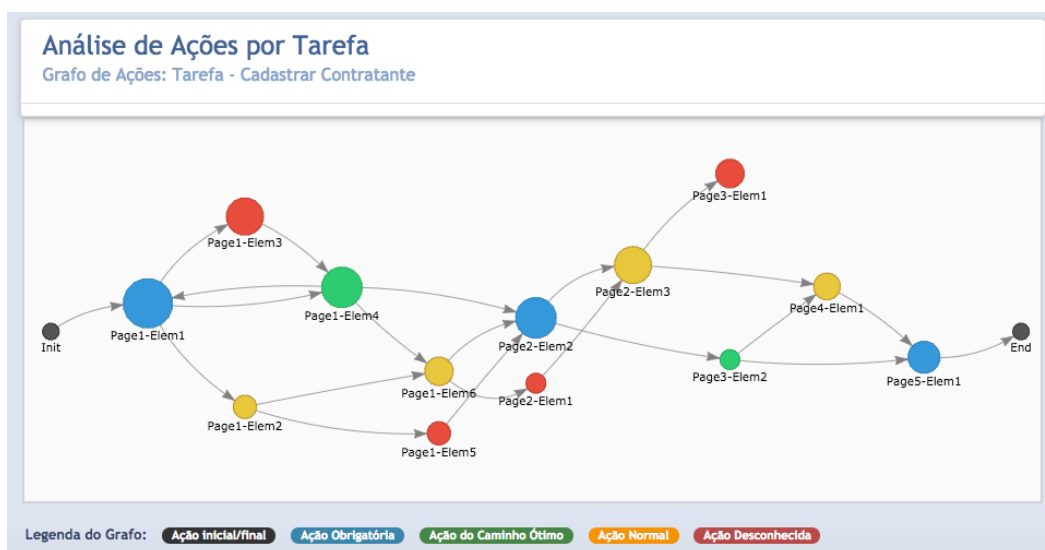 Análise de Ações por Tarefa
Grafo de Ações: Tarefa - Cadastrar Contratante
Page3-Elem1
Page1-Elem3
Page2-Elem3
Page4-Elem1
Page1-Elem4
Page1-Elem1
Init
Page2-Elem2
End
Page3-Elem2
Page5-Elem1
Page1-Elem6
Page2-Elem1
Page1-Elem2
Page1-Elem5
Legenda do Grafo: Ação Inicial/final Ação Obrigatória Ação do Caminho Ótimo Ação Normal Ação Desconhecida